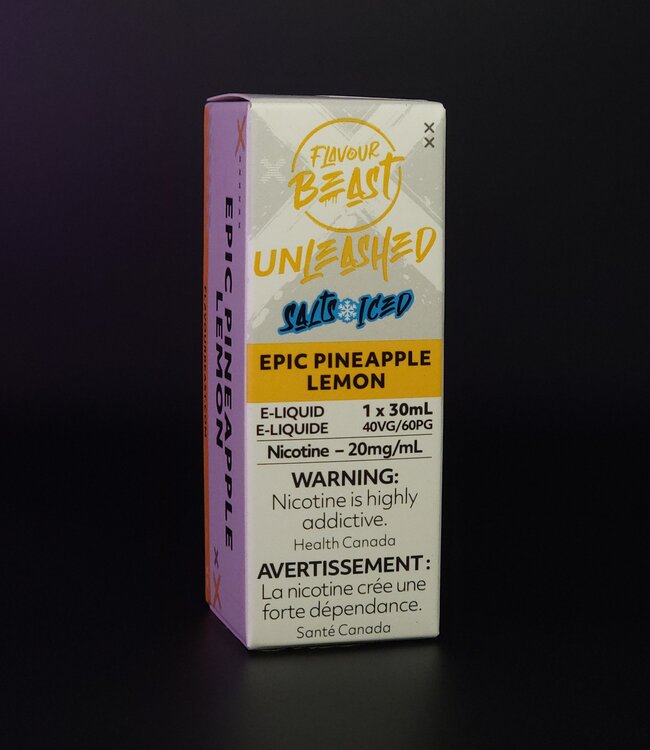 FLAVOUR
BEAST
UNLEASHED
SALTS ICED
EPIC PINEAPPLE
LEMON
E-LIQUID 1 x 30mL
E-LIQUIDE 40VG/60PG
Nicotine – 20mg/mL
WARNING:
Nicotine is highly
addictive.
Health Canada
AVERTISSEMENT :
La nicotine crée une
forte dépendance.
Santé Canada
EPIC PINEAPPLE
LEMON